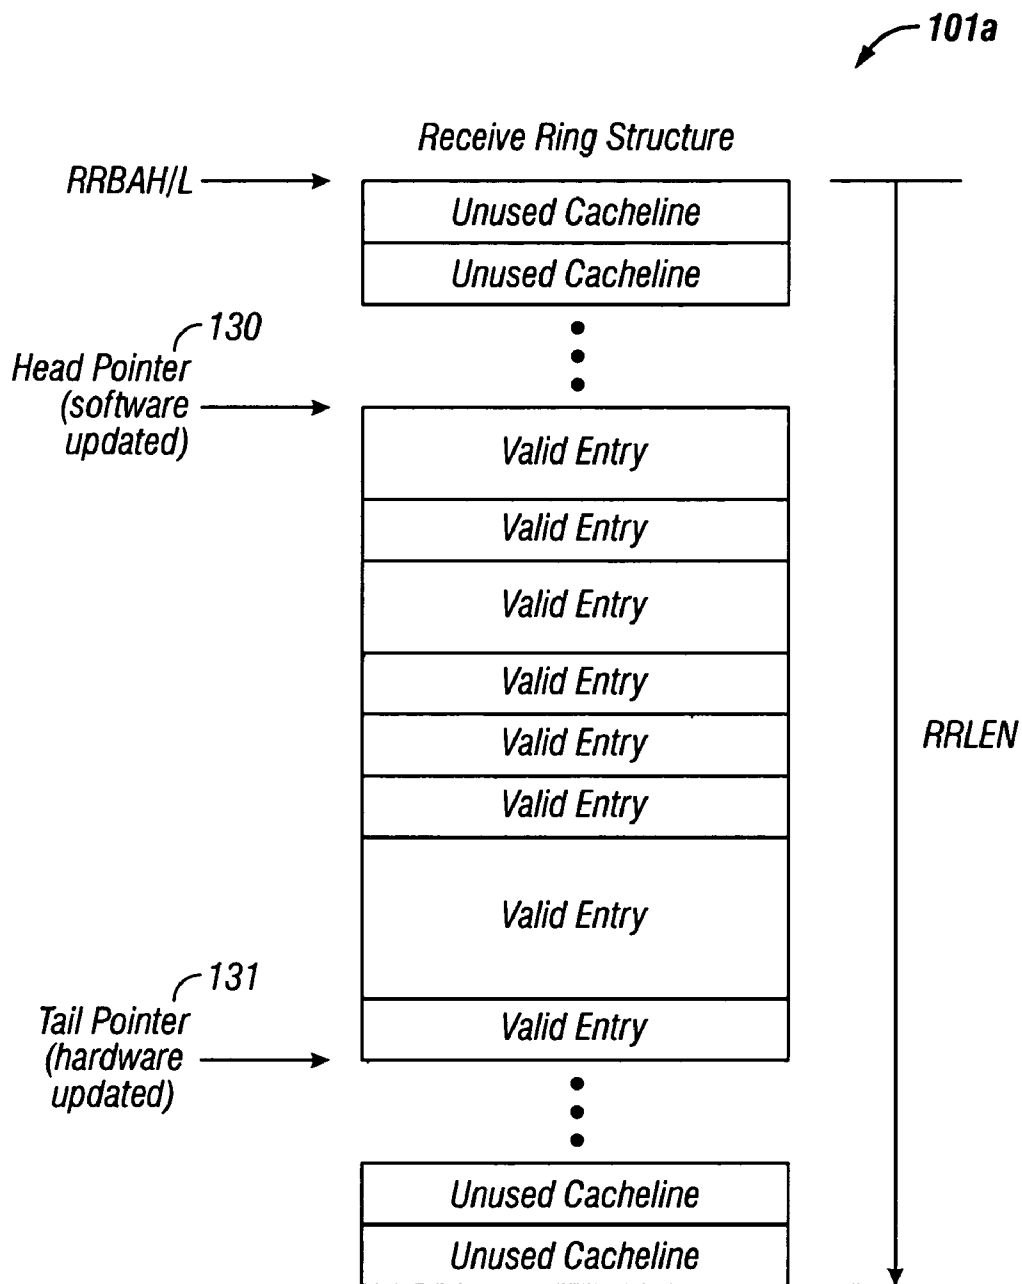 101a
Receive Ring Structure
RRBAH/L
Unused Cacheline
Unused Cacheline
130
Head Pointer
(software
updated)
Valid Entry
Valid Entry
Valid Entry
Valid Entry
Valid Entry
Valid Entry
RRLEN
Valid Entry
131
Tail Pointer
(hardware
updated)
Valid Entry
Unused Cacheline
Unused Cacheline